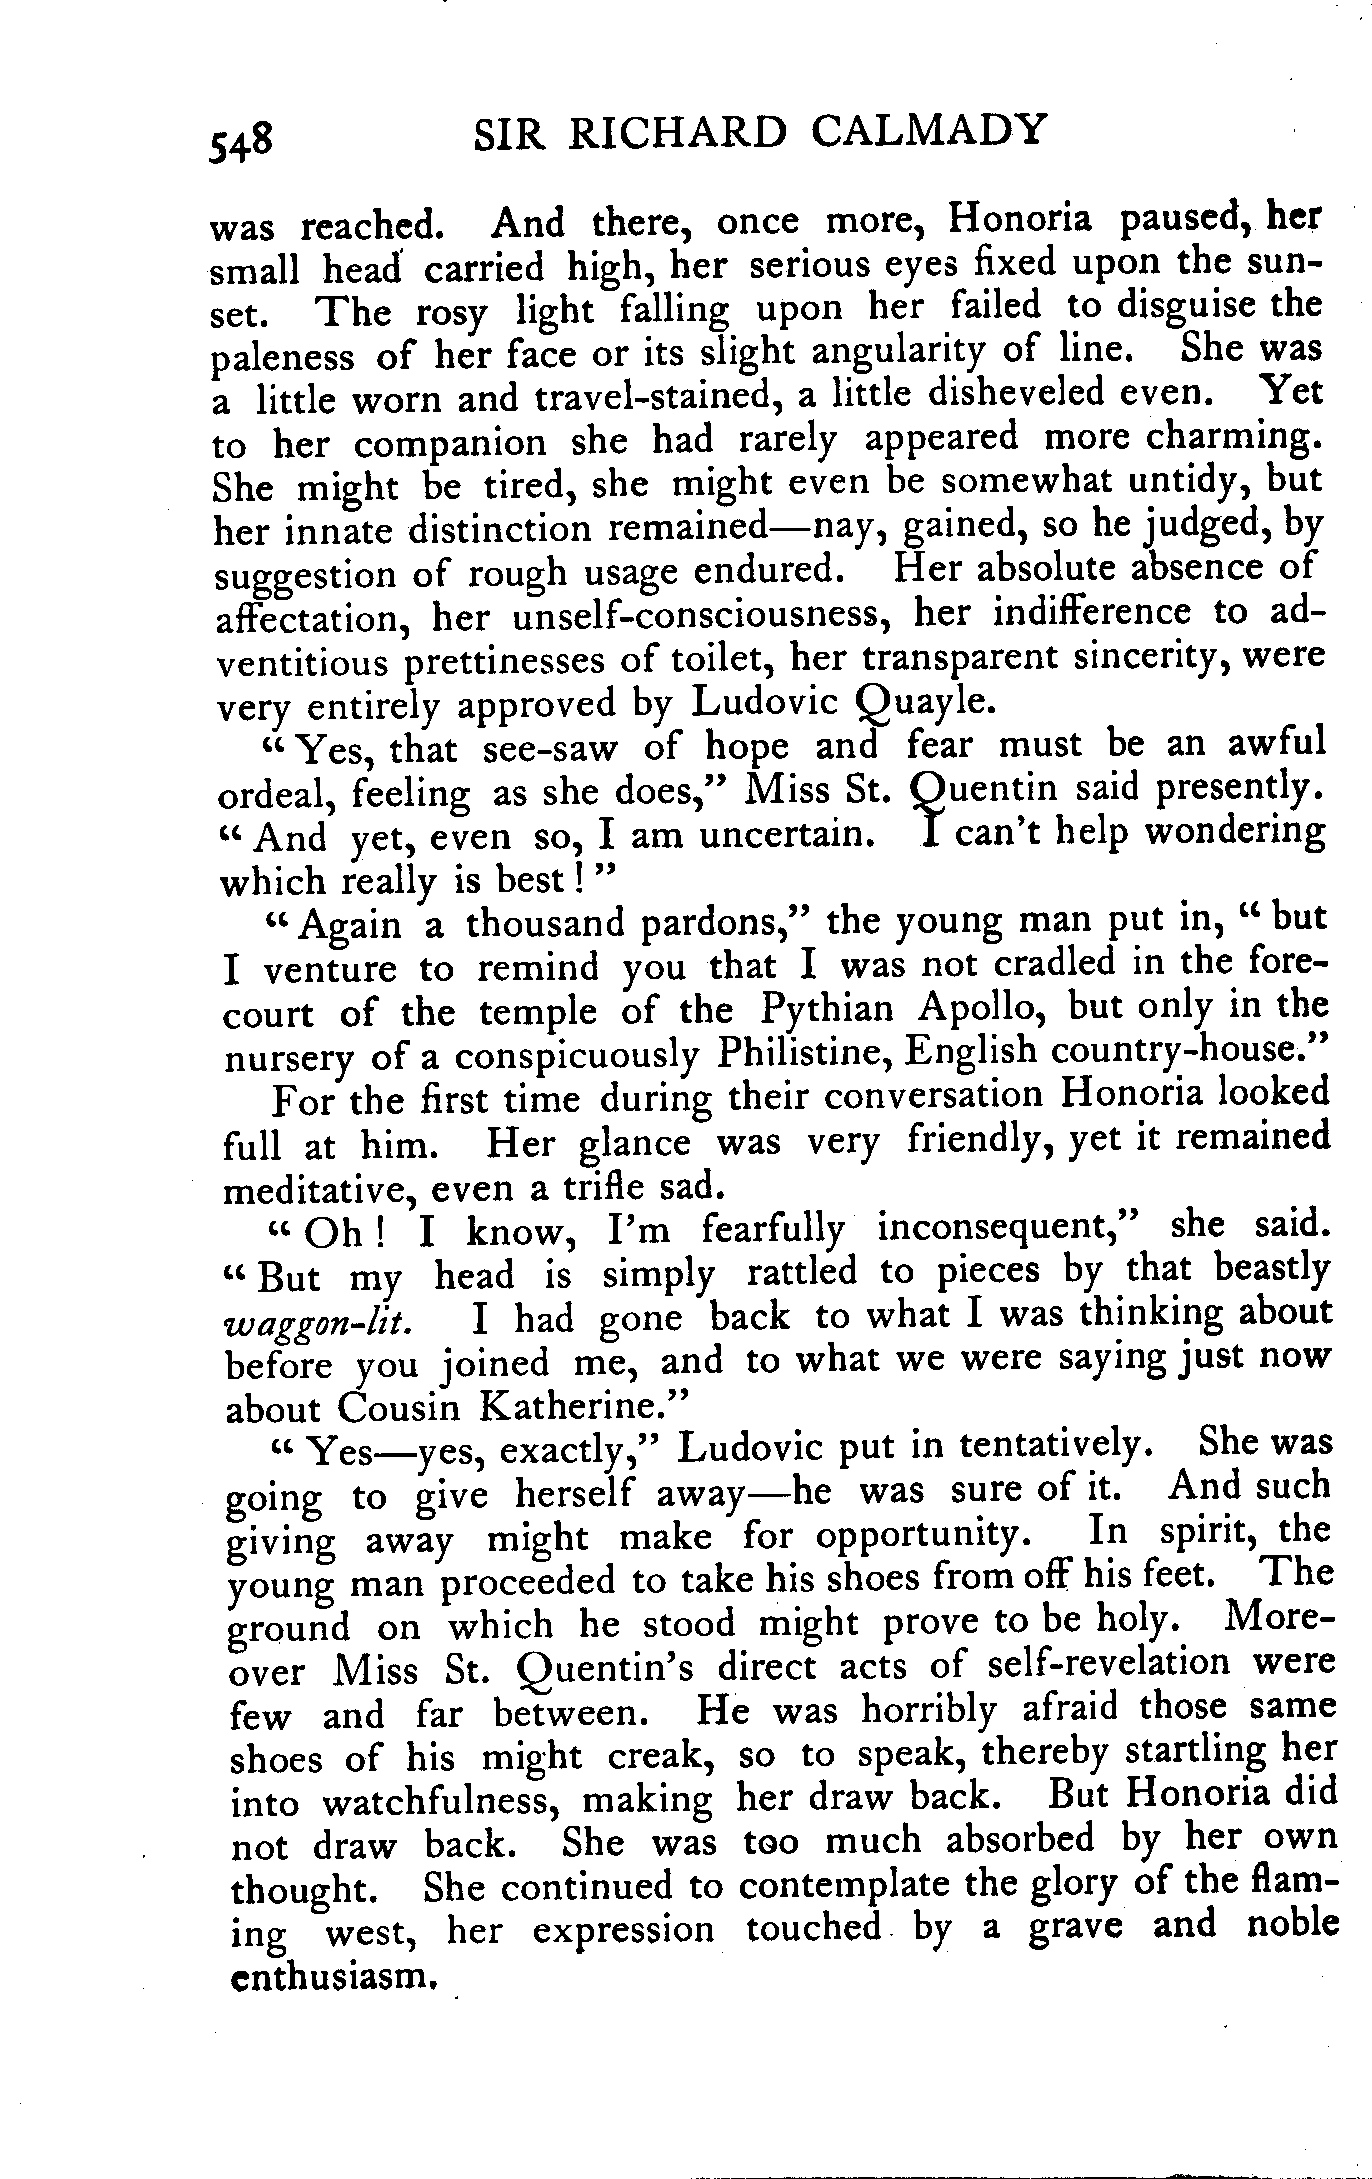 548 SIR RICHARD CALMADY
was reached. And there, once more, Honoria paused, her
small head carried high, her serious eyes fixed upon the sun-
set. The rosy light falling upon her failed to disguise the
paleness of her face or its slight angularity of line. She was
a little worn and travel-stained, a little disheveled even. Yet
to her companion she had rarely appeared more charming.
She might be tired, she might even be somewhat untidy, but
her innate distinction remained—nay, gained, so he judged, by
suggestion of rough usage endured. Her absolute absence of
affectation, her unself-consciousness, her indifference to ad-
ventitious prettinesses of toilet, her transparent sincerity, were
very entirely approved by Ludovic Quayle.
“ Yes, that see-saw of hope and fear must be an awful
ordeal, feeling as she does,” Miss St. Quentin said presently.
“ And yet, even so, I am uncertain. I can’t help wondering
which really is best ! ”
“ Again a thousand pardons,” the young man put in, “ but
I venture to remind you that I was not cradled in the fore-
court of the temple of the Pythian Apollo, but only in the
nursery of a conspicuously Philistine, English country-house.”
For the first time during their conversation Honoria looked
full at him. Her glance was very friendly, yet it remained
meditative, even a trifle sad.
“ Oh ! I know, I’m fearfully inconsequent,” she said.
“ But my head is simply rattled to pieces by that beastly
waggon-lit. I had gone back to what I was thinking about
before you joined me, and to what we were saying just now
about Cousin Katherine.”
“ Yes—yes, exactly,” Ludovic put in tentatively. She was
going to give herself away—he was sure of it. And such
giving away might make for opportunity. In spirit, the
young man proceeded to take his shoes from off his feet. The
ground on which he stood might prove to be holy. More-
over Miss St. Quentin’s direct acts of self-revelation were
few and far between. He was horribly afraid those same
shoes of his might creak, so to speak, thereby startling her
into watchfulness, making her draw back. But Honoria did
not draw back. She was too much absorbed by her own
thought. She continued to contemplate the glory of the flam-
ing west, her expression touched by a grave and noble
enthusiasm.